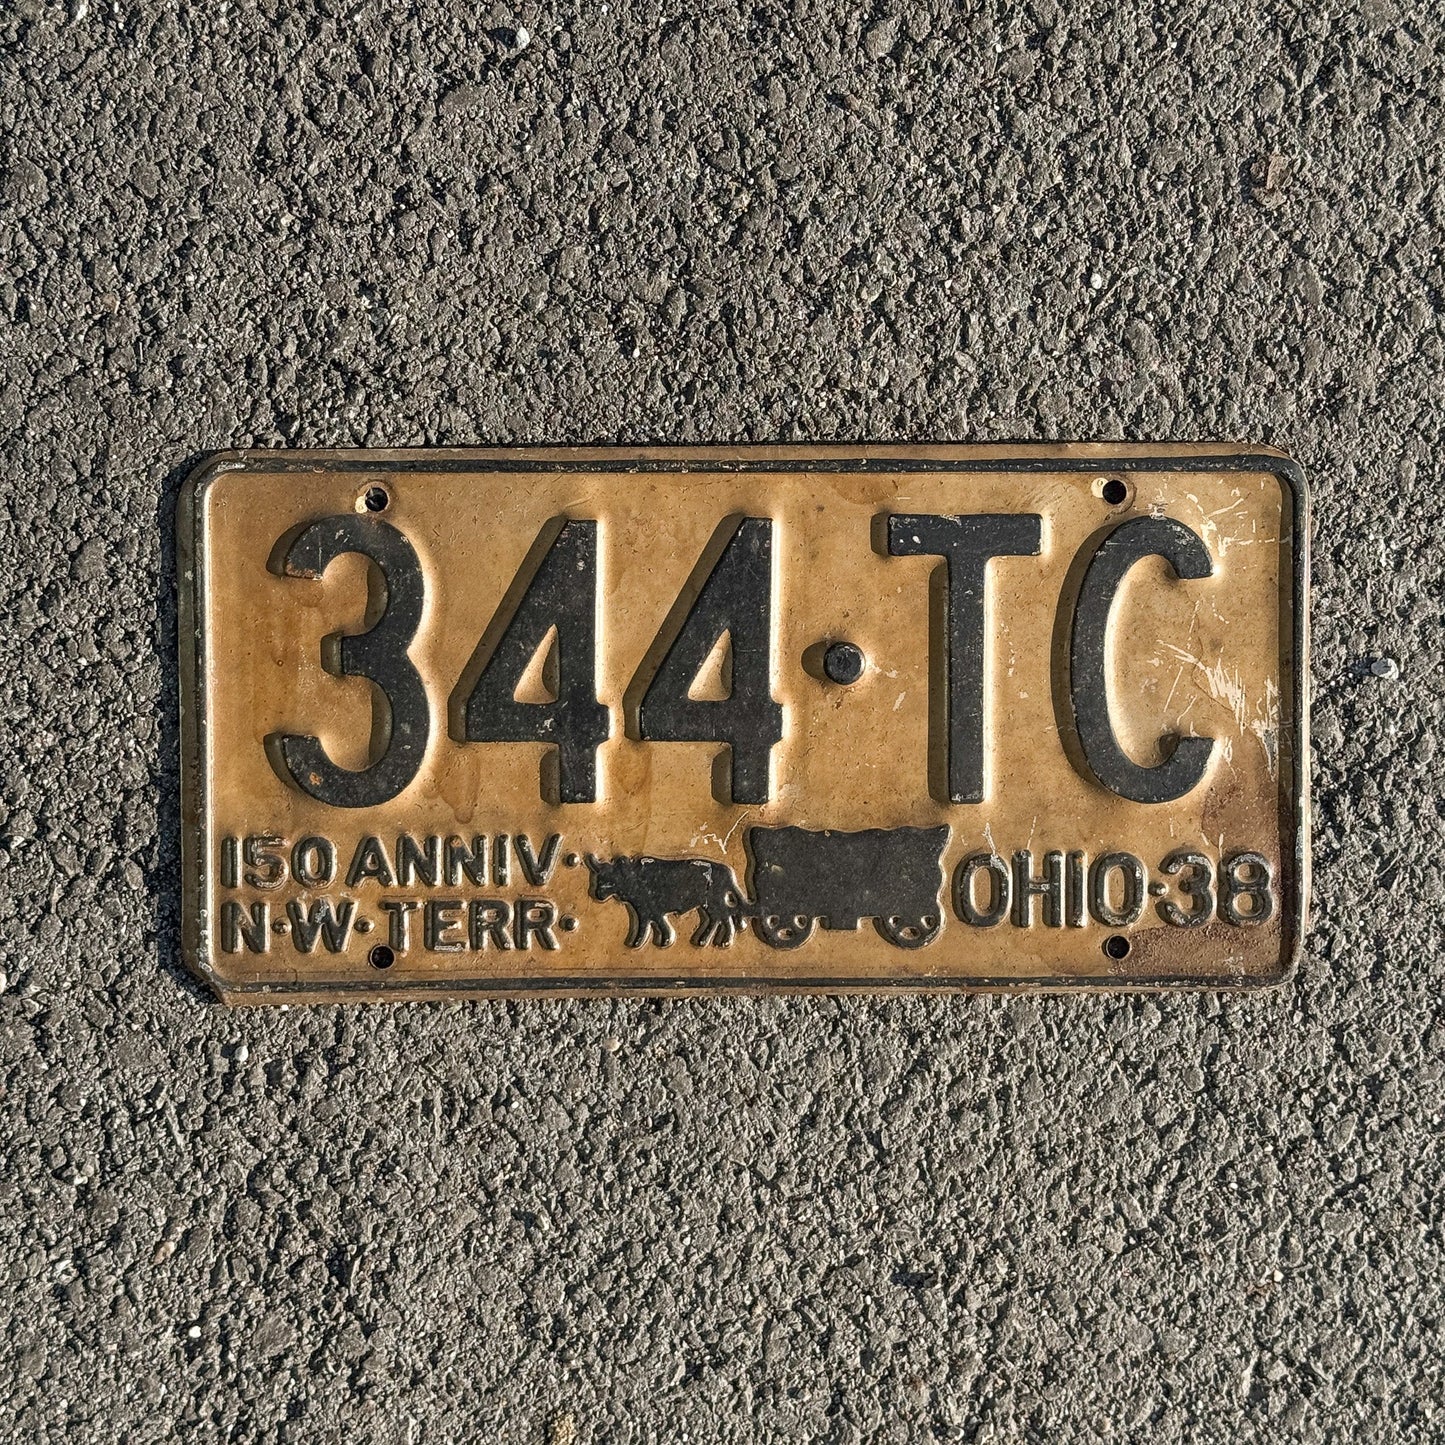 344·TC
150 ANNIV·
N·W·TERR·
OHIO·38